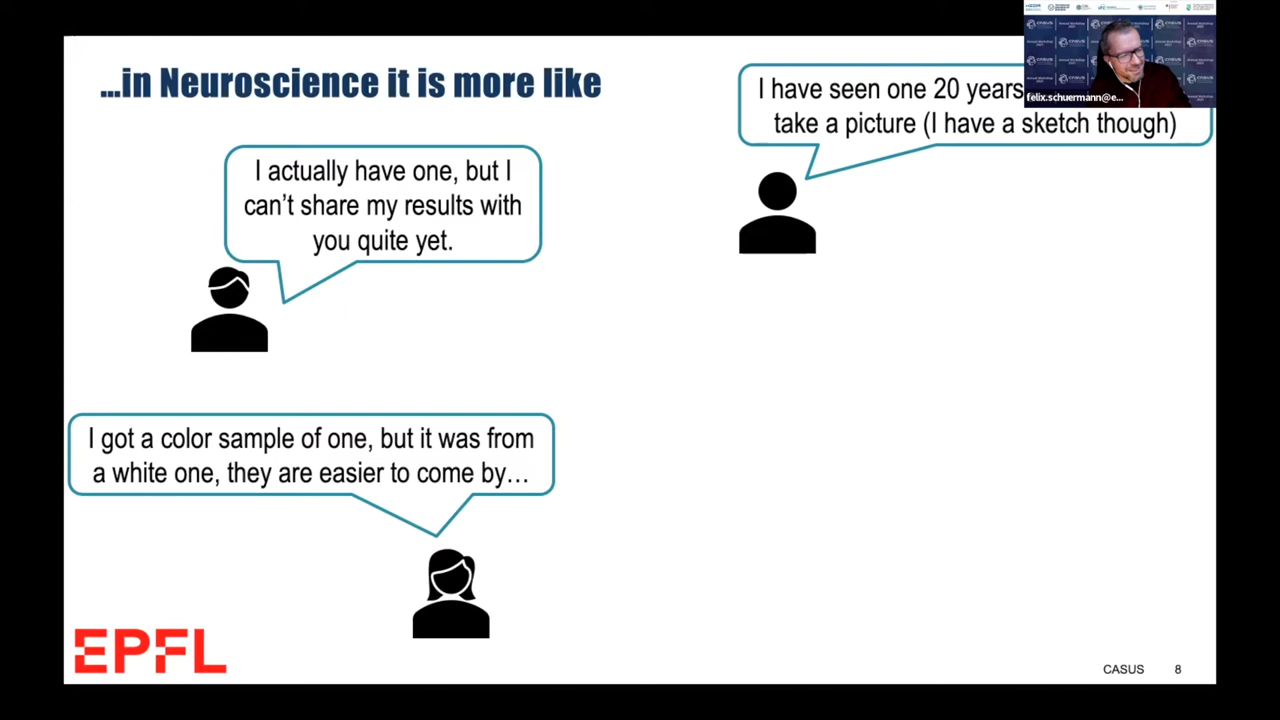 ...in Neuroscience it is more like
I have seen one 20 years
take a picture (I have a sketch though)
felix.schuermann@e...
I actually have one, but I
can't share my results with
you quite yet.
I got a color sample of one, but it was from
a white one, they are easier to come by...
EPFL
CASUS 8